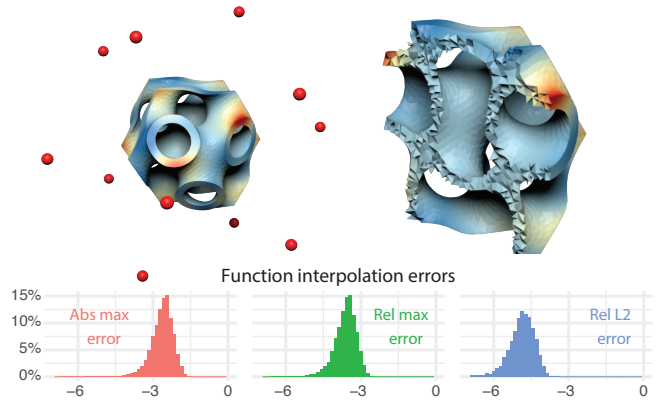 Function interpolation errors
15%
10%
5%
0%
Abs max
error
Rel max
error
Rel L2
error
−6
−3
0
−6
−3
0
−6
−3
0